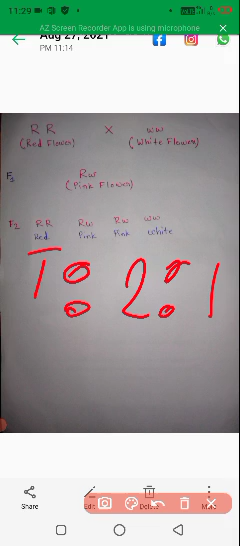 11:29
AZ Screen Recorder App is using microphone
Aug 27, 2021
PM 11:14
RR X ww
(Red Flower) (White Flower)
F1 Rw
(Pink Flower)
F2 RR Rw Rw ww
Red Pink Pink White
1 : 2 : 1
Share Edit Delete More